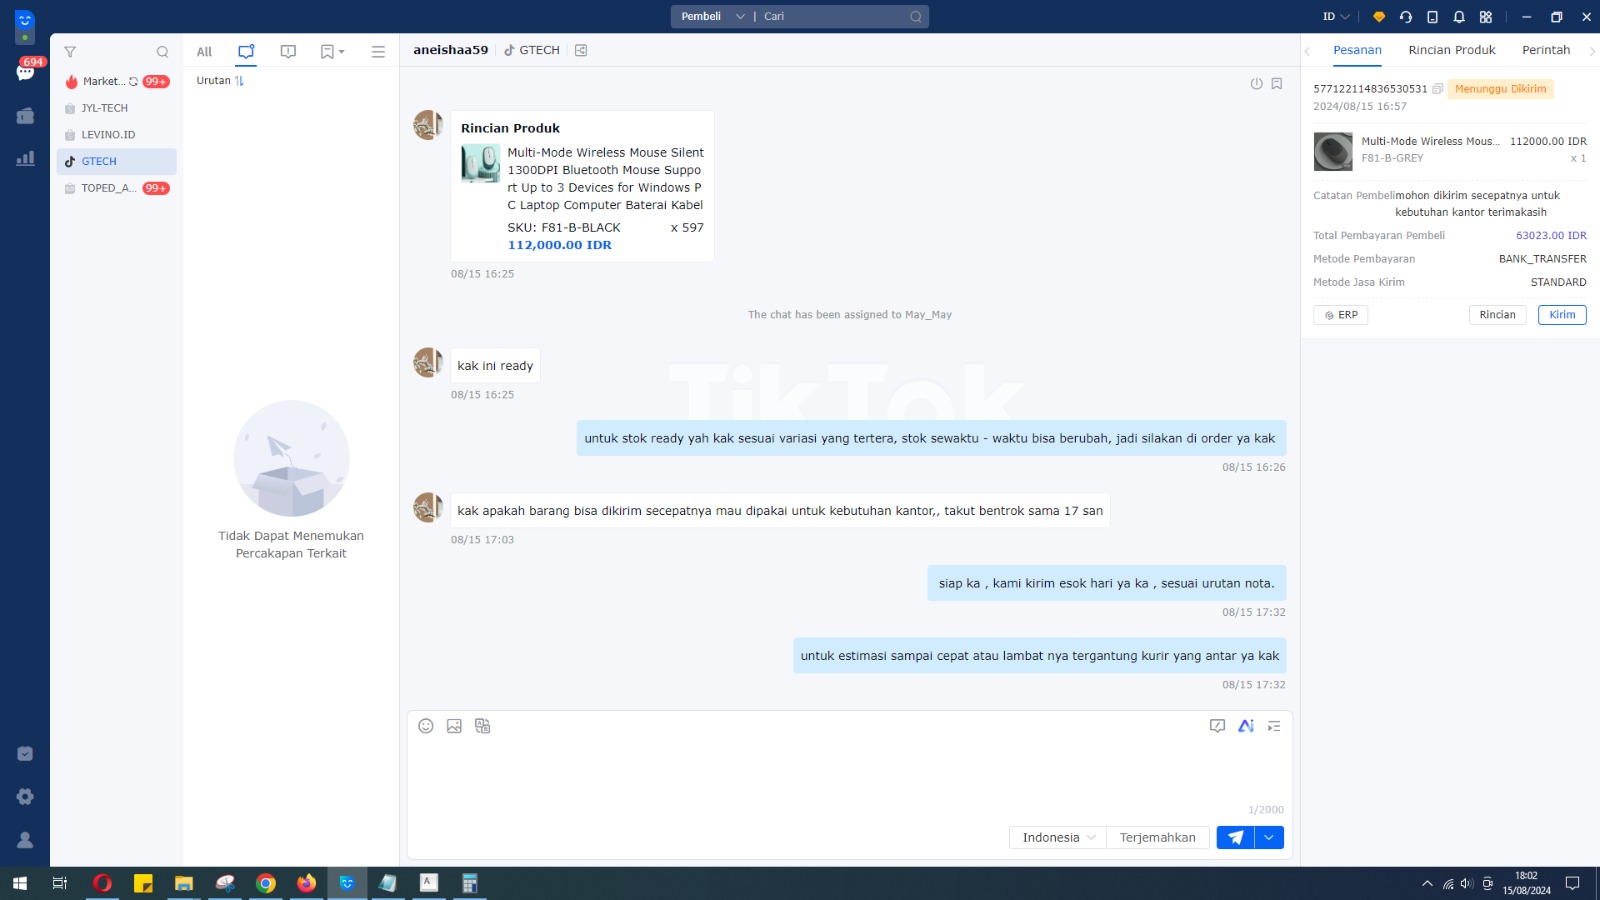 Pembeli
Cari
ID
694
Market...
99+
JYL-TECH
LEVINO.ID
GTECH
TOPED_A...
99+
All
Urutan
Tidak Dapat Menemukan
Percakapan Terkait
aneishaa59
GTECH
Rincian Produk
Multi-Mode Wireless Mouse Silent
1300DPI Bluetooth Mouse Suppo
rt Up to 3 Devices for Windows P
C Laptop Computer Baterai Kabel
SKU: F81-B-BLACK x 597
112,000.00 IDR
08/15 16:25
The chat has been assigned to May_May
kak ini ready
08/15 16:25
TikTok
untuk stok ready yah kak sesuai variasi yang tertera, stok sewaktu - waktu bisa berubah, jadi silakan di order ya kak
08/15 16:26
kak apakah barang bisa dikirim secepatnya mau dipakai untuk kebutuhan kantor,, takut bentrok sama 17 san
08/15 17:03
siap ka , kami kirim esok hari ya ka , sesuai urutan nota.
08/15 17:32
untuk estimasi sampai cepat atau lambat nya tergantung kurir yang antar ya kak
08/15 17:32
1/2000
Indonesia
Terjemahkan
Pesanan
Rincian Produk
Perintah
577122114836530531
Menunggu Dikirim
2024/08/15 16:57
Multi-Mode Wireless Mous... 112000.00 IDR
F81-B-GREY x 1
Catatan Pembeli mohon dikirim secepatnya untuk
kebutuhan kantor terimakasih
Total Pembayaran Pembeli 63023.00 IDR
Metode Pembayaran BANK_TRANSFER
Metode Jasa Kirim STANDARD
ERP
Rincian
Kirim
18:02
15/08/2024